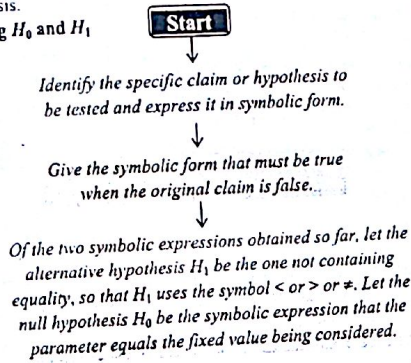 sis.
g H₀ and H₁
Start
Identify the specific claim or hypothesis to
be tested and express it in symbolic form.
Give the symbolic form that must be true
when the original claim is false..
Of the two symbolic expressions obtained so far, let the
alternative hypothesis H₁ be the one not containing
equality, so that H₁ uses the symbol < or > or ≠. Let the
null hypothesis H₀ be the symbolic expression that the
parameter equals the fixed value being considered.